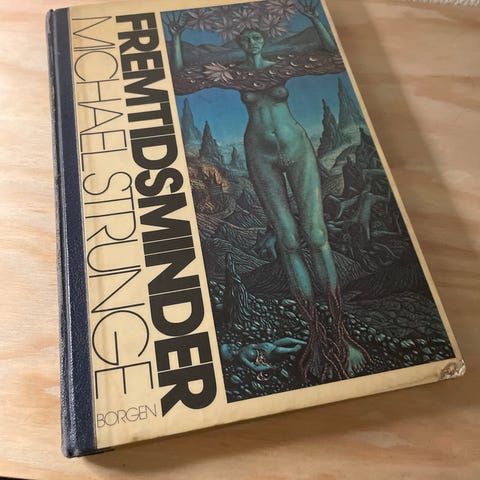 FREMTIDSMINDER
MICHAEL STRUNGE
BORGEN